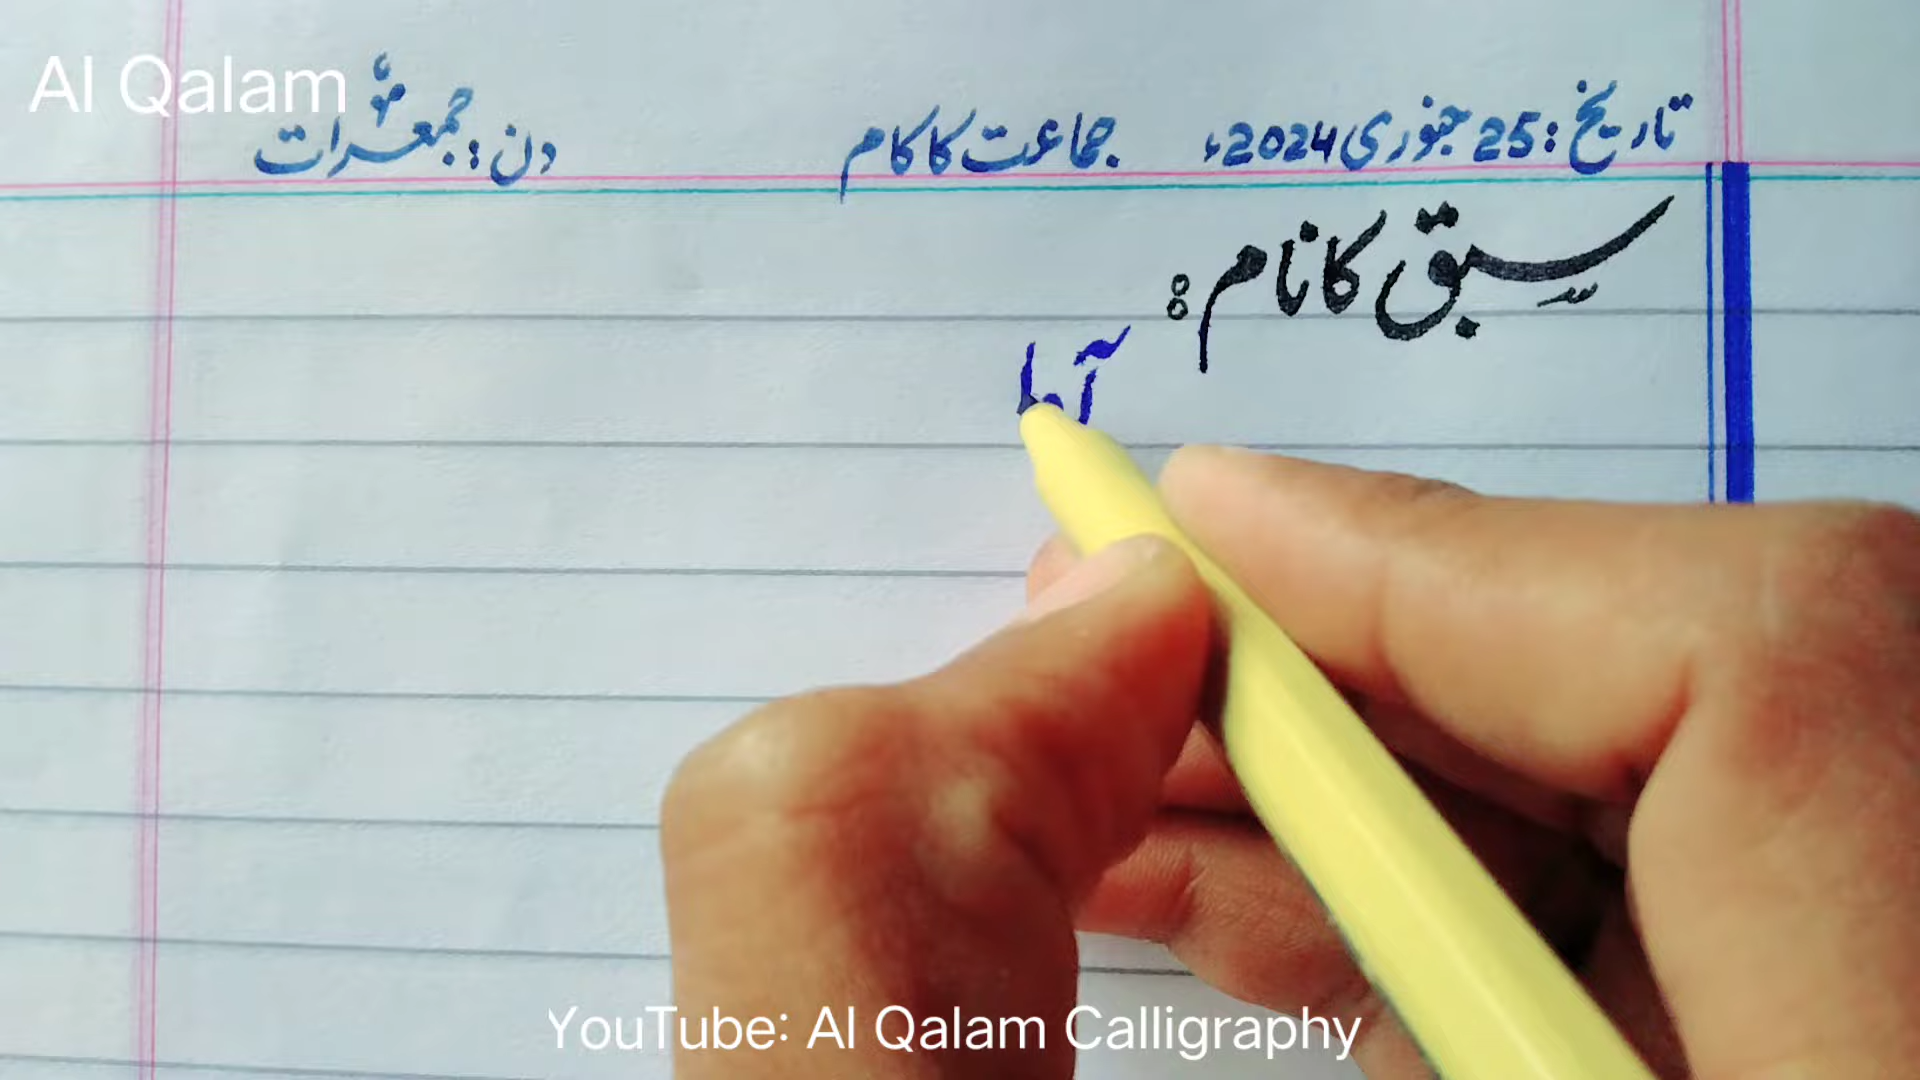 Al Qalam
تاریخ: 25 جنوری 2024ء جماعت کا کام دن: جمعرات
سبق کا نام:
YouTube: Al Qalam Calligraphy